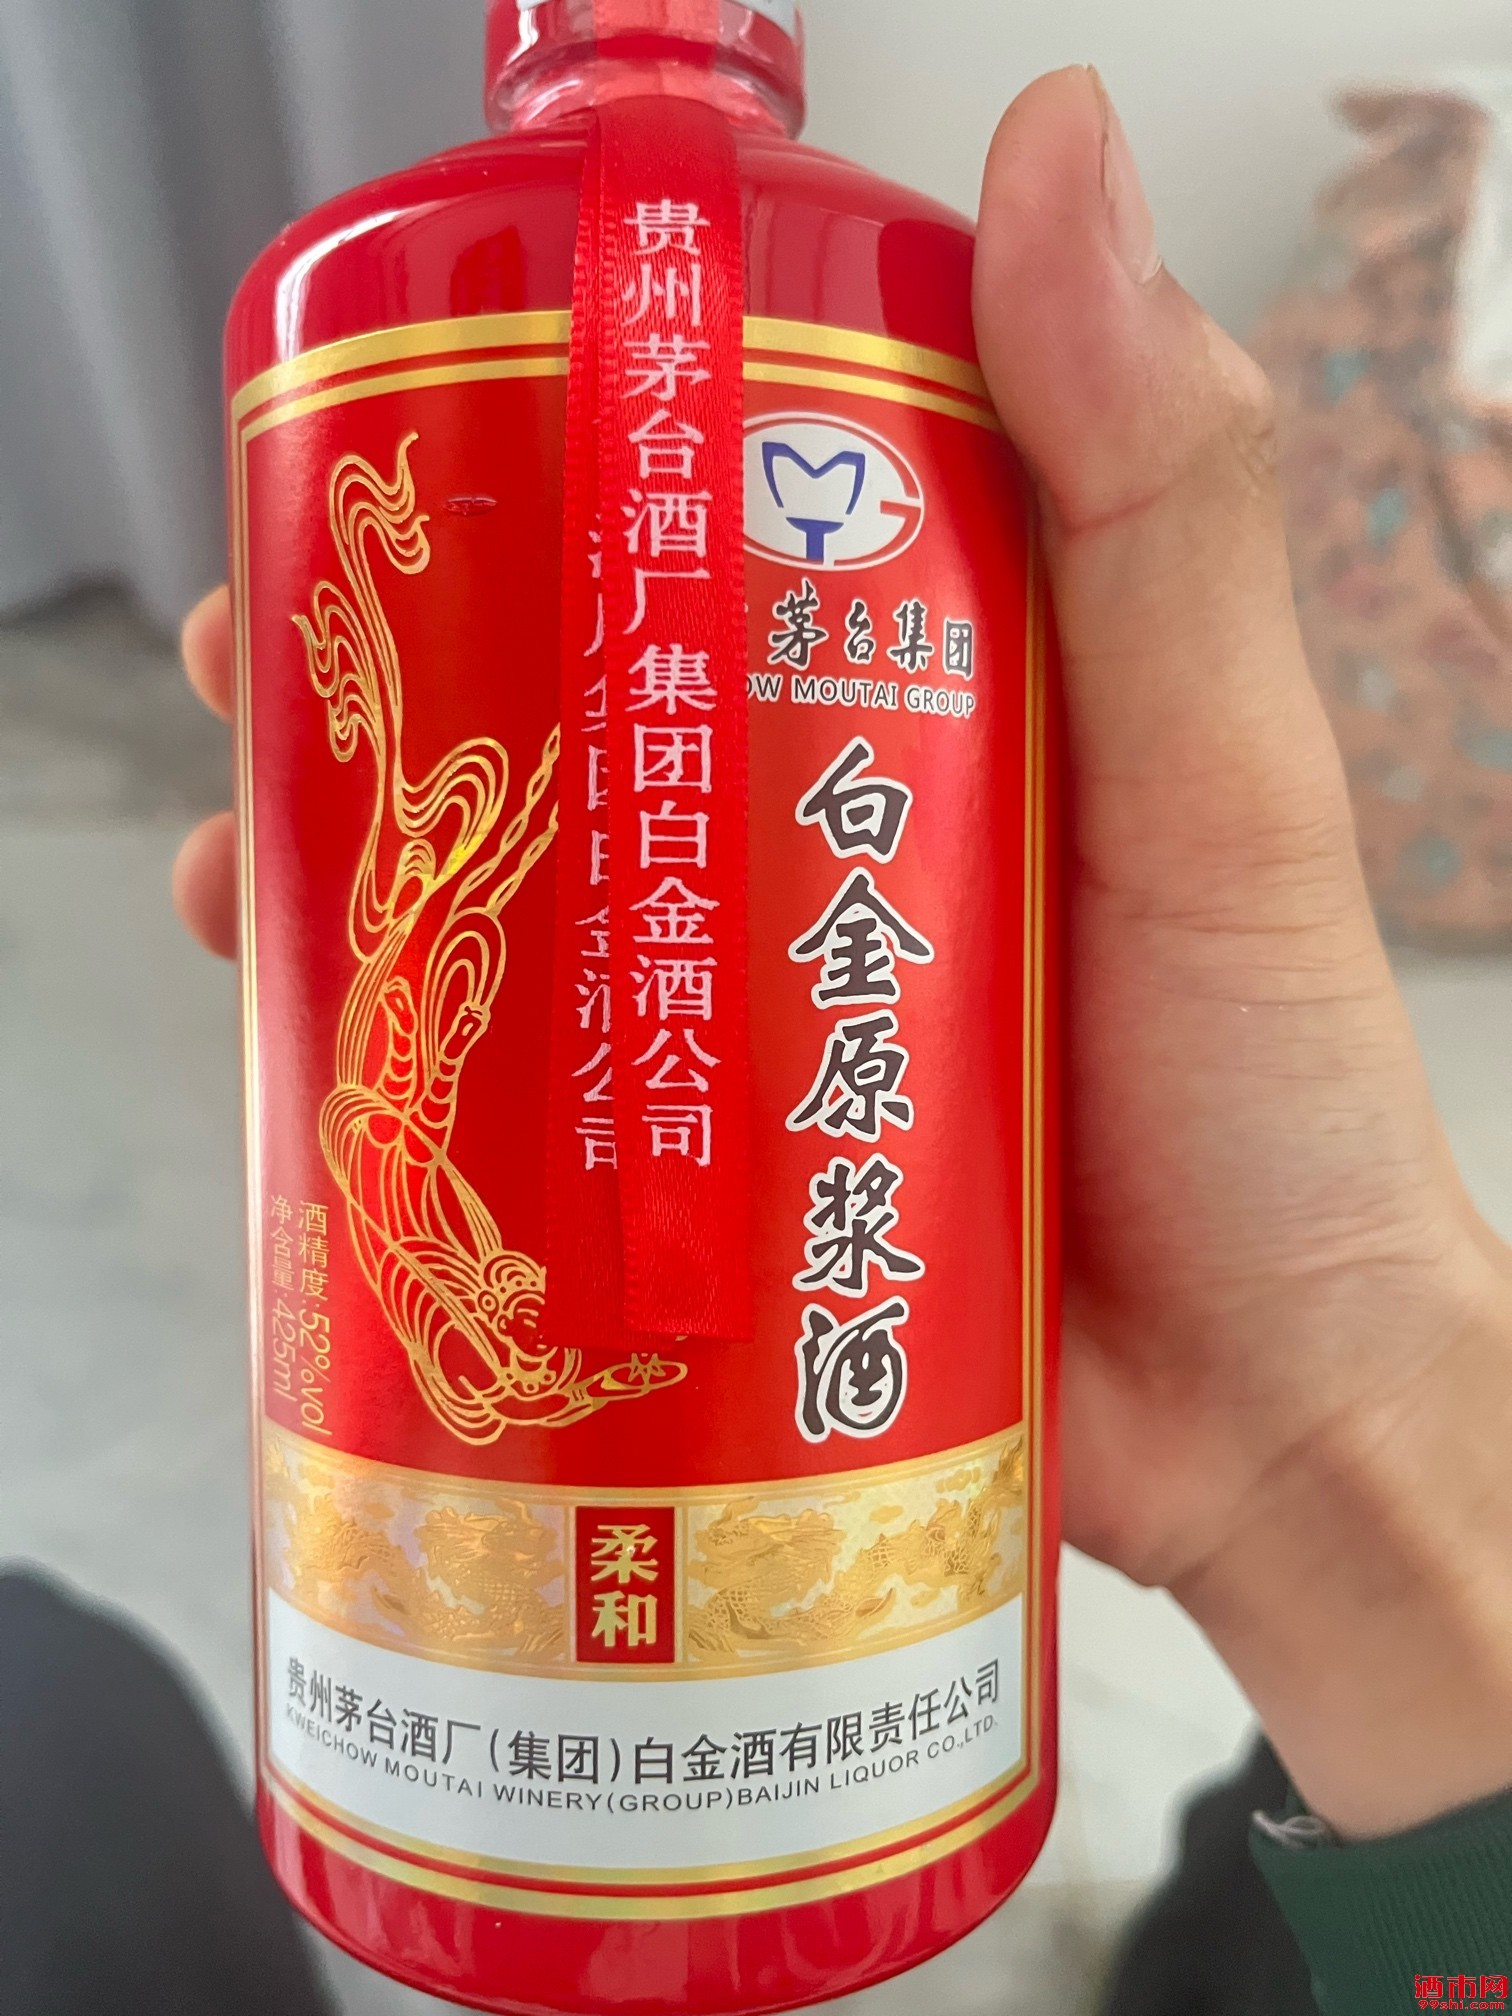 贵州茅台酒厂集团白金酒公司
茅台集团
OW MOUTAI GROUP
白金原浆酒
酒精度:52%vol
净含量:425ml
柔和
贵州茅台酒厂(集团)白金酒有限责任公司
KWEICHOW MOUTAI WINERY(GROUP)BAIJIN LIQUOR CO.,LTD.
酒市网
99shi.com